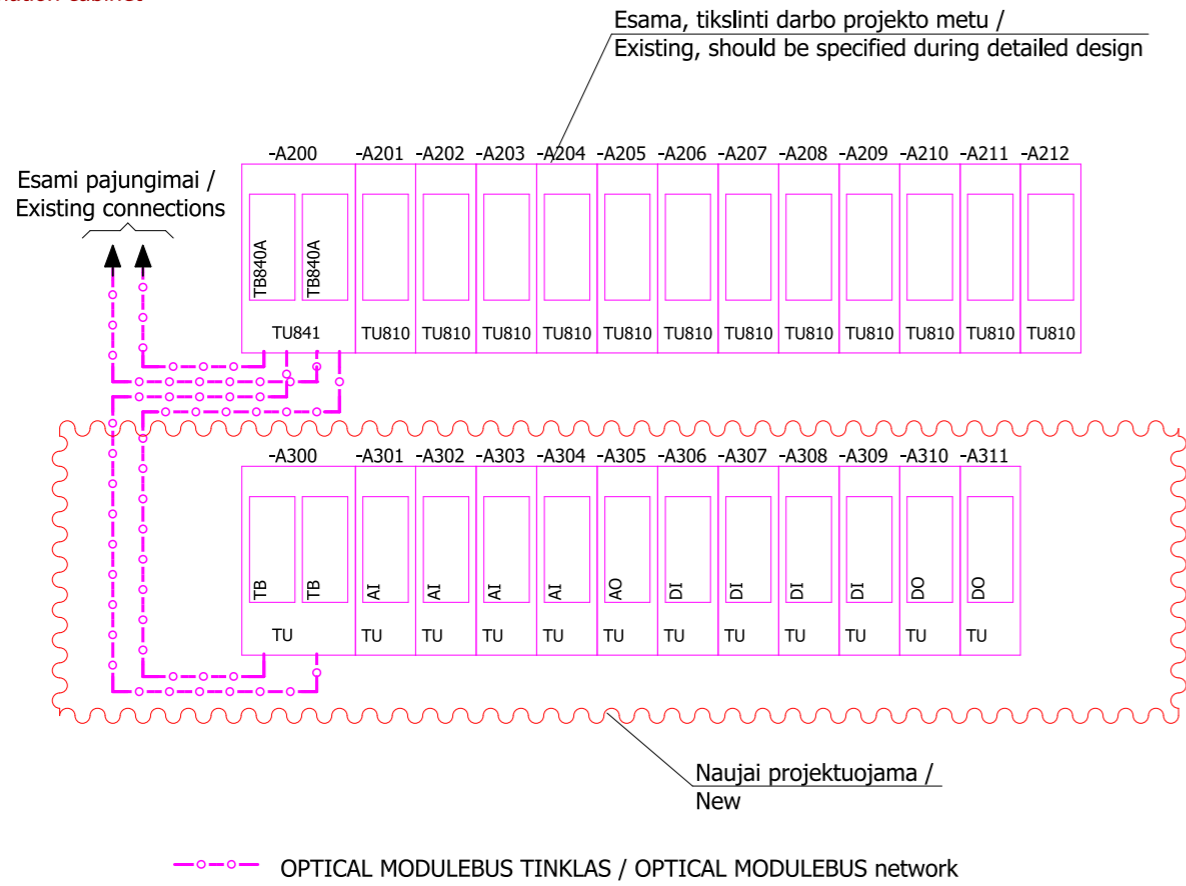 Esama, tikslinti darbo projekto metu /
Existing, should be specified during detailed design
-A200 -A201 -A202 -A203 -A204 -A205 -A206 -A207 -A208 -A209 -A210 -A211 -A212
Esami pajungimai /
Existing connections
TB840A TB840A
TU841 TU810 TU810 TU810 TU810 TU810 TU810 TU810 TU810 TU810 TU810 TU810 TU810
-A300 -A301 -A302 -A303 -A304 -A305 -A306 -A307 -A308 -A309 -A310 -A311
TB TB AI AI AI AI AO DI DI DI DI DO DO
TU TU TU TU TU TU TU TU TU TU TU TU
Naujai projektuojama /
New
OPTICAL MODULEBUS TINKLAS / OPTICAL MODULEBUS network